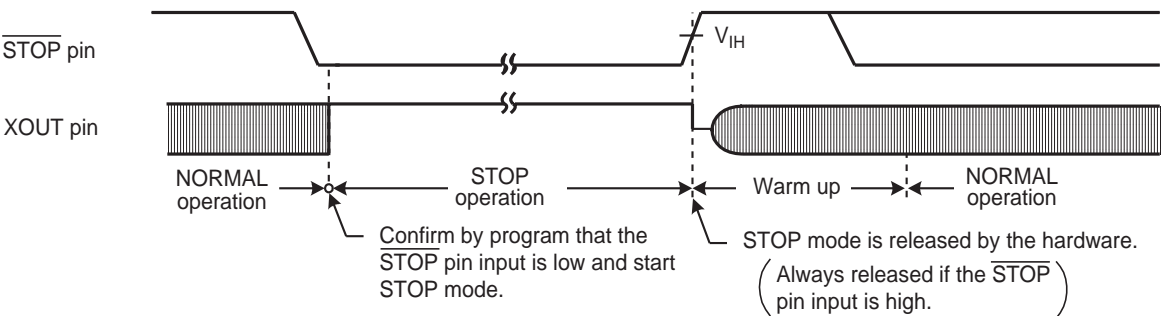 STOP pin
VIH
XOUT pin
NORMAL
operation
STOP
operation
Warm up
NORMAL
operation
Confirm by program that the
STOP pin input is low and start
STOP mode.
STOP mode is released by the hardware.
(Always released if the STOP
pin input is high.)